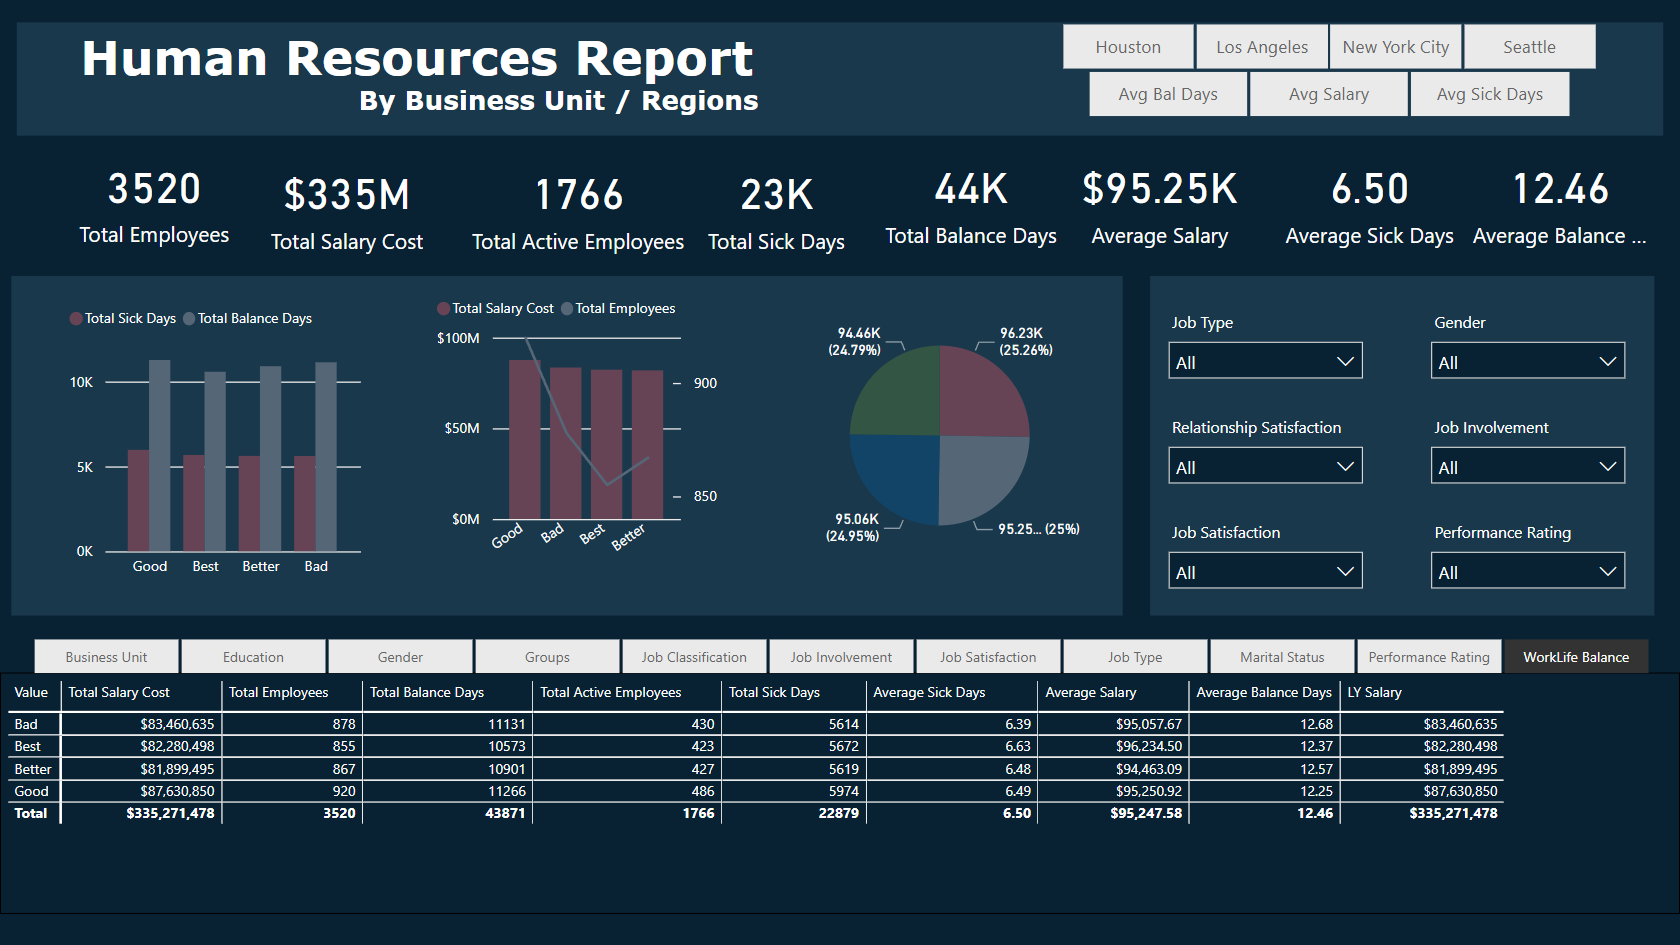 Human Resources Report
By Business Unit / Regions
Houston
Los Angeles
New York City
Seattle
Avg Bal Days
Avg Salary
Avg Sick Days
3520
Total Employees
$335M
Total Salary Cost
1766
Total Active Employees
23K
Total Sick Days
44K
Total Balance Days
$95.25K
Average Salary
6.50
Average Sick Days
12.46
Average Balance ...
Total Sick Days Total Balance Days
10K
5K
0K
Good Best Better Bad
Total Salary Cost Total Employees
$100M
$50M
$0M
900
850
Good Bad Best Better
94.46K
(24.79%)
96.23K
(25.26%)
95.06K
(24.95%)
95.25... (25%)
Job Type
All
Gender
All
Relationship Satisfaction
All
Job Involvement
All
Job Satisfaction
All
Performance Rating
All
Business Unit Education Gender Groups Job Classification Job Involvement Job Satisfaction Job Type Marital Status Performance Rating WorkLife Balance
Value Total Salary Cost Total Employees Total Balance Days Total Active Employees Total Sick Days Average Sick Days Average Salary Average Balance Days LY Salary
Bad $83,460,635 878 11131 430 5614 6.39 $95,057.67 12.68 $83,460,635
Best $82,280,498 855 10573 423 5672 6.63 $96,234.50 12.37 $82,280,498
Better $81,899,495 867 10901 427 5619 6.48 $94,463.09 12.57 $81,899,495
Good $87,630,850 920 11266 486 5974 6.49 $95,250.92 12.25 $87,630,850
Total $335,271,478 3520 43871 1766 22879 6.50 $95,247.58 12.46 $335,271,478